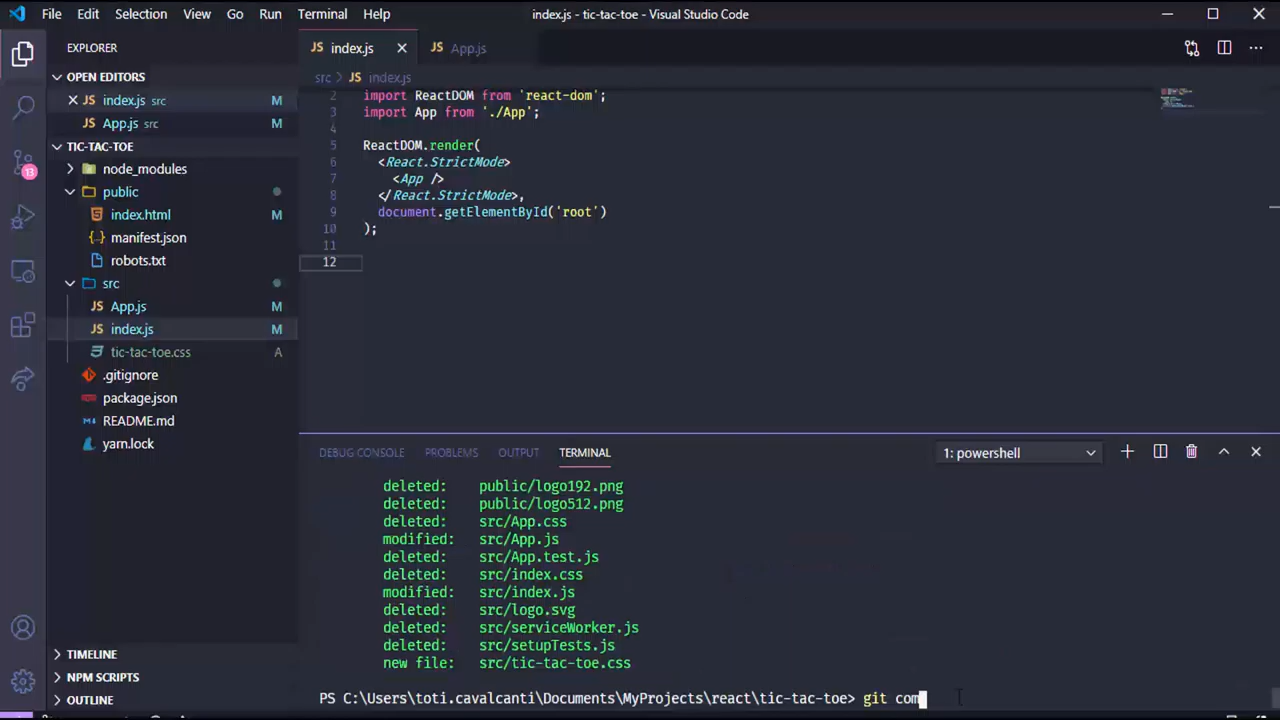 File Edit Selection View Go Run Terminal Help index.js - tic-tac-toe - Visual Studio Code
EXPLORER
OPEN EDITORS
index.js src M
App.js src M
TIC-TAC-TOE
node_modules
public
index.html M
manifest.json
robots.txt
src
App.js M
index.js M
tic-tac-toe.css A
.gitignore
package.json
README.md
yarn.lock
TIMELINE
NPM SCRIPTS
OUTLINE
13
JS index.js JS App.js
src > JS index.js
2 import ReactDOM from 'react-dom';
3 import App from './App';
4
5 ReactDOM.render(
6 <React.StrictMode>
7 <App />
8 </React.StrictMode>,
9 document.getElementById('root')
10 );
11
12
DEBUG CONSOLE PROBLEMS OUTPUT TERMINAL 1: powershell
deleted: public/logo192.png
deleted: public/logo512.png
deleted: src/App.css
modified: src/App.js
deleted: src/App.test.js
deleted: src/index.css
modified: src/index.js
deleted: src/logo.svg
deleted: src/serviceWorker.js
deleted: src/setupTests.js
new file: src/tic-tac-toe.css
PS C:\Users\toti.cavalcanti\Documents\MyProjects\react\tic-tac-toe> git com